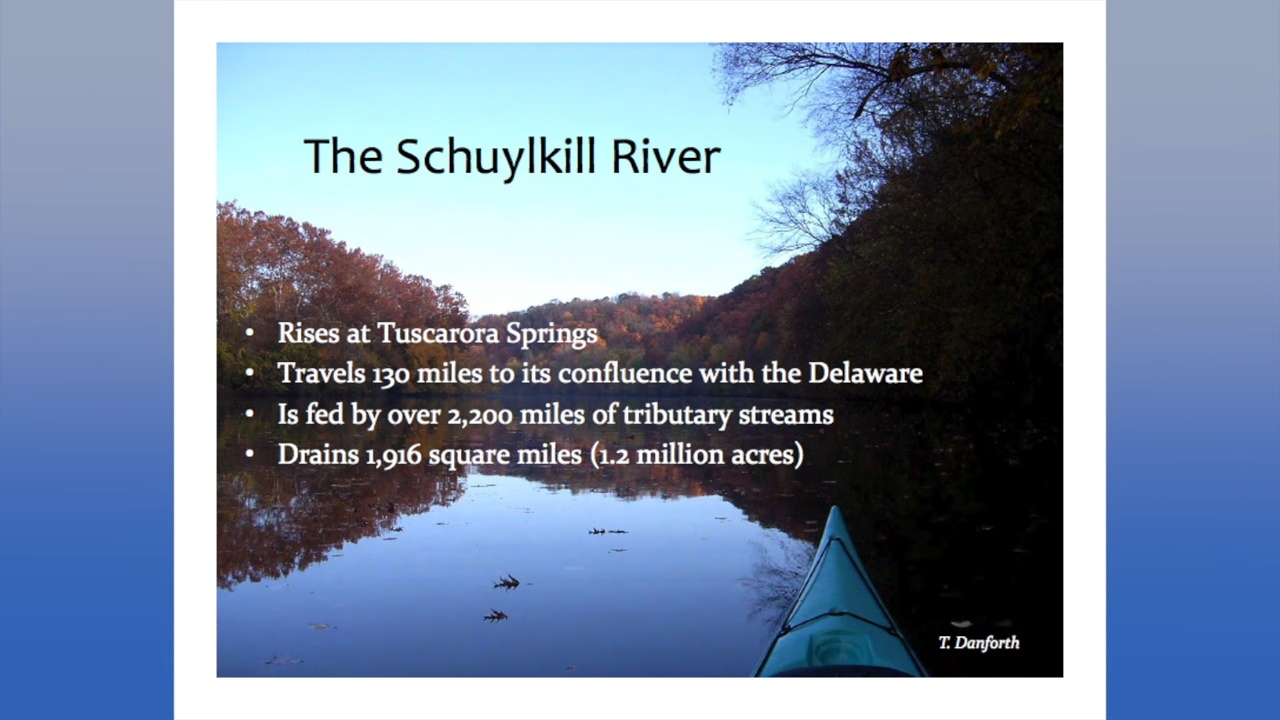 The Schuylkill River
• Rises at Tuscarora Springs
• Travels 130 miles to its confluence with the Delaware
• Is fed by over 2,200 miles of tributary streams
• Drains 1,916 square miles (1.2 million acres)
T. Danforth